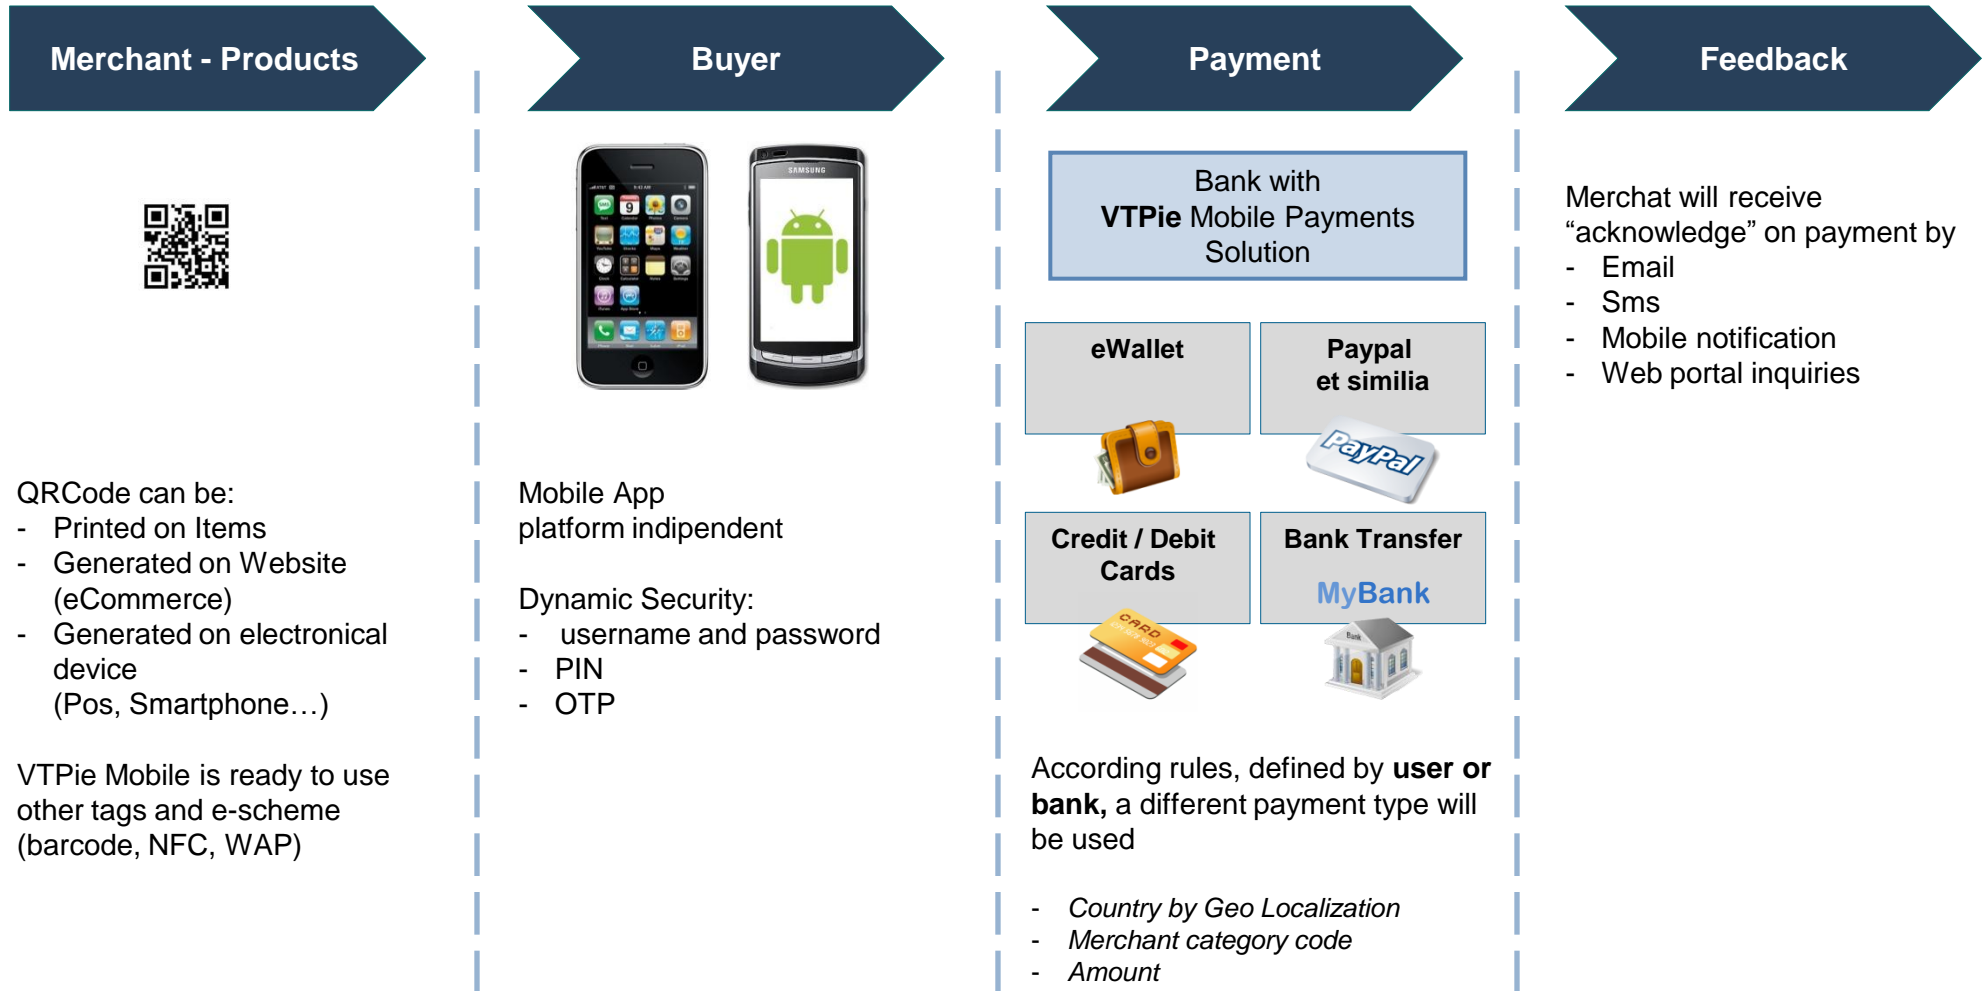 Merchant - Products
Buyer
Payment
Feedback
QRCode can be:
- Printed on Items
- Generated on Website
(eCommerce)
- Generated on electronical
device
(Pos, Smartphone…)
VTPie Mobile is ready to use
other tags and e-scheme
(barcode, NFC, WAP)
SAMSUNG
Mobile App
platform indipendent
Dynamic Security:
- username and password
- PIN
- OTP
Bank with
VTPie Mobile Payments
Solution
eWallet
Paypal
et similia
PayPal
Credit / Debit
Cards
CARD
Bank Transfer
MyBank
Bank
According rules, defined by user or
bank, a different payment type will
be used
- Country by Geo Localization
- Merchant category code
- Amount
Merchat will receive
“acknowledge” on payment by
- Email
- Sms
- Mobile notification
- Web portal inquiries